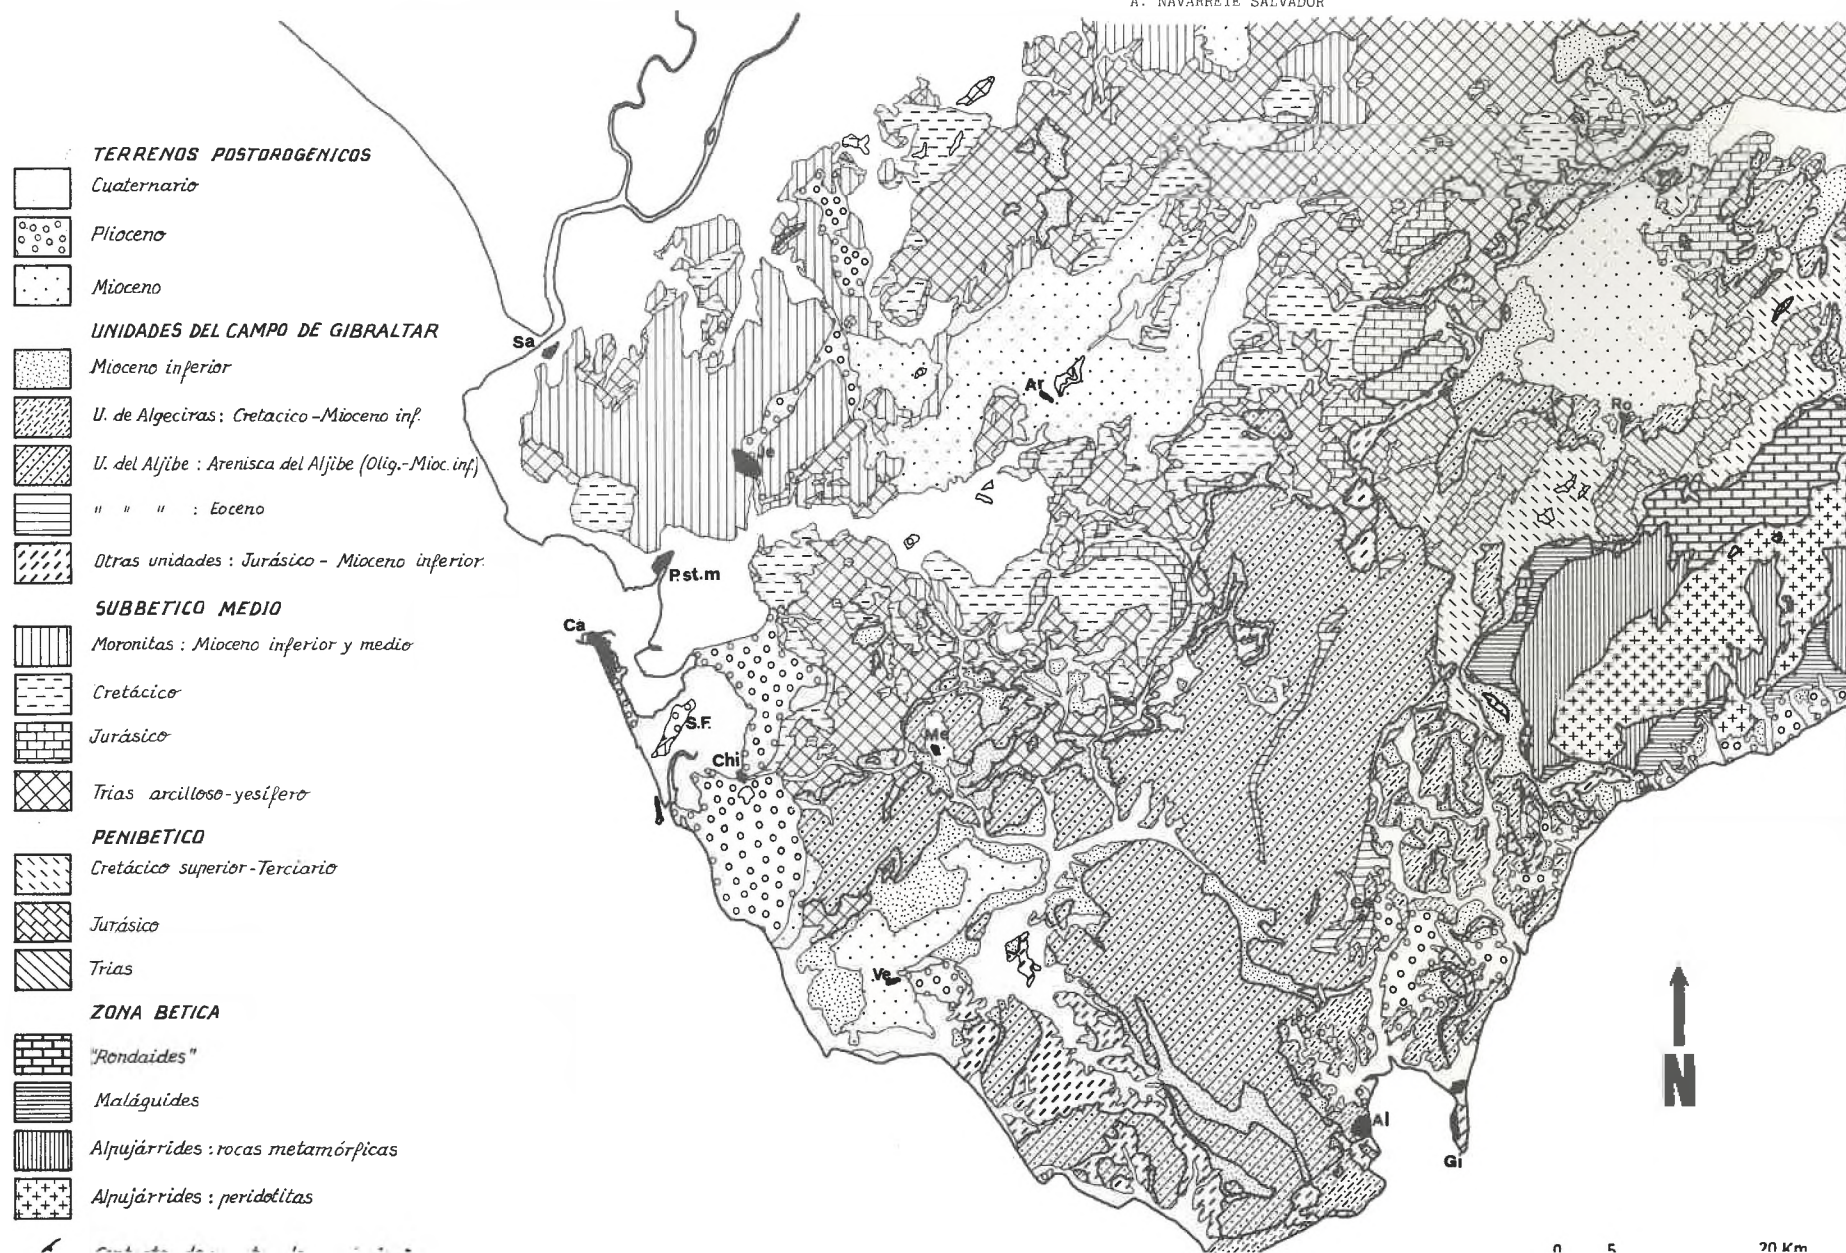 A. NAVARRETE SALVADOR
TERRENOS POSTOROGENICOS
Cuaternario
Plioceno
Mioceno
UNIDADES DEL CAMPO DE GIBRALTAR
Mioceno inferior
U. de Algeciras: Cretacico-Mioceno inf.
U. del Aljibe : Arenisca del Aljibe (Olig.-Mioc. inf)
" " " : Eoceno
Otras unidades : Jurásico - Mioceno inferior.
SUBBETICO MEDIO
Moronitas : Mioceno inferior y medio
Cretácico
Jurásico
Trias arcilloso-yesífero
PENIBETICO
Cretácico superior-Terciario
Jurásico
Trias
ZONA BETICA
"Rondaides"
Maláguides
Alpujárrides : rocas metamórficas
Alpujárrides : peridotitas
Sa
Ar
Ro
Je
P.st.m
Ca
S.F.
Me
Chi
Ve
Al
Gi
N
0 5 20 Km